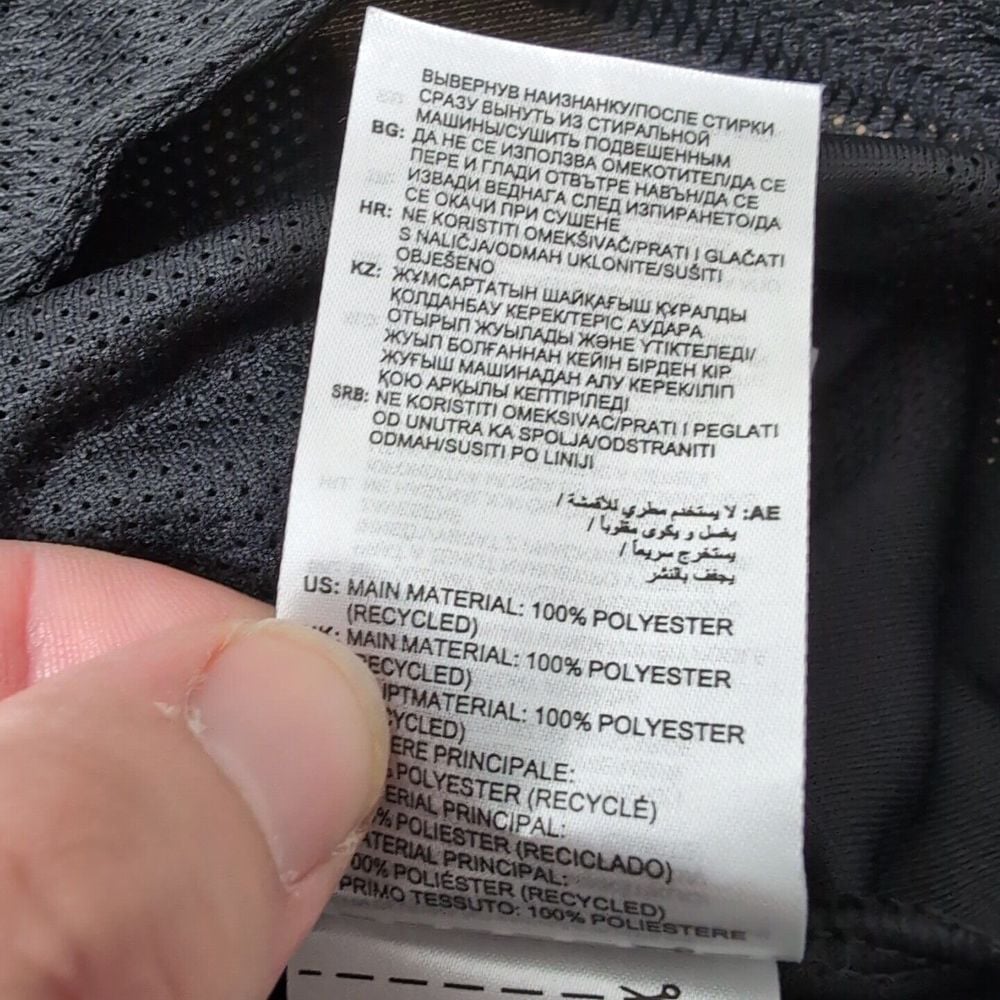 ВЫВЕРНУВ НАИЗНАНКУ/ПОСЛЕ СТИРКИ
СРАЗУ ВЫНУТЬ ИЗ СТИРАЛЬНОЙ
МАШИНЫ/СУШИТЬ ПОДВЕШЕННЫМ
BG: ДА НЕ СЕ ИЗПОЛЗВА ОМЕКОТИТЕЛ/ДА СЕ
ПЕРЕ И ГЛАДИ ОТВЪТРЕ НАВЪН/ДА СЕ
ИЗВАДИ ВЕДНАГА СЛЕД ИЗПИРАНЕТО/ДА
СЕ ОКАЧИ ПРИ СУШЕНЕ
HR: NE KORISTITI OMEKŠIVAČ/PRATI I GLAČATI
S NALIČJA/ODMAH UKLONITE/SUŠITI
OBJEŠENO
KZ: ЖҰМСАРТАТЫН ШАЙҚАҒЫШ ҚҰРАЛДЫ
ҚОЛДАНБАУ КЕРЕК/ТЕРІС АУДАРА
ОТЫРЫП ЖУЫЛАДЫ ЖӘНЕ ҮТІКТЕЛЕДІ/
ЖУЫП БОЛҒАННАН КЕЙІН БІРДЕН КІР
ЖУҒЫШ МАШИНАДАН АЛУ КЕРЕК/ІЛІП
ҚОЮ АРҚЫЛЫ КЕПТІРІЛЕДІ
SRB: NE KORISTITI OMEKSIVAČ/PRATI I PEGLATI
OD UNUTRA KA SPOLJA/ODSTRANITI
ODMAH/SUSITI PO LINIJI
AE: لا يستخدم مطري للأقمشة /
يغسل و يكوى مقلوباً /
يستخرج سريعاً /
يجفف بالنشر
US: MAIN MATERIAL: 100% POLYESTER
(RECYCLED)
MAIN MATERIAL: 100% POLYESTER
RECYCLED)
PTMATERIAL: 100% POLYESTER
YCLED)
ERE PRINCIPALE:
POLYESTER (RECYCLÉ)
ERIAL PRINCIPAL:
% POLIESTER (RECICLADO)
ATERIAL PRINCIPAL:
00% POLIÉSTER (RECYCLED)
PRIMO TESSUTO: 100% POLIESTERE